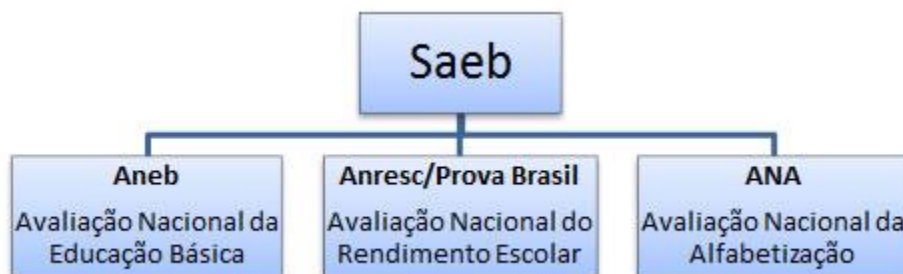 Saeb
Aneb
Avaliação Nacional da
Educação Básica
Anresc/Prova Brasil
Avaliação Nacional do
Rendimento Escolar
ANA
Avaliação Nacional da
Alfabetização